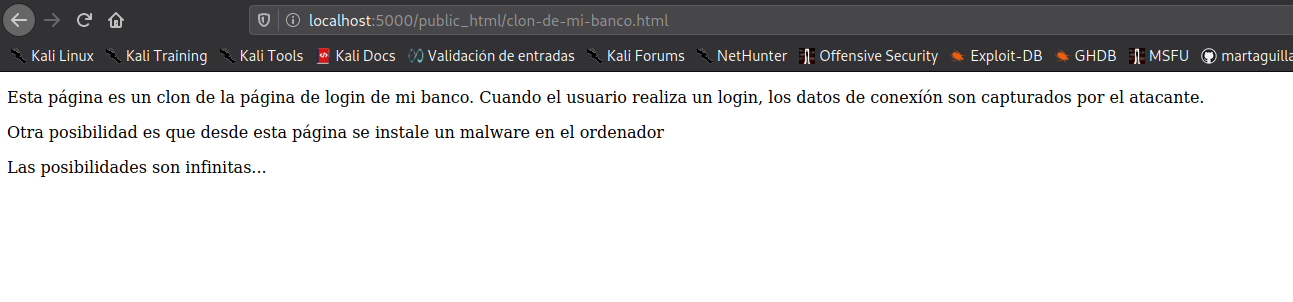 localhost:5000/public_html/clon-de-mi-banco.html
Kali Linux Kali Training Kali Tools Kali Docs Validación de entradas Kali Forums NetHunter Offensive Security Exploit-DB GHDB MSFU martaguilla
Esta página es un clon de la página de login de mi banco. Cuando el usuario realiza un login, los datos de conexíón son capturados por el atacante.
Otra posibilidad es que desde esta página se instale un malware en el ordenador
Las posibilidades son infinitas...